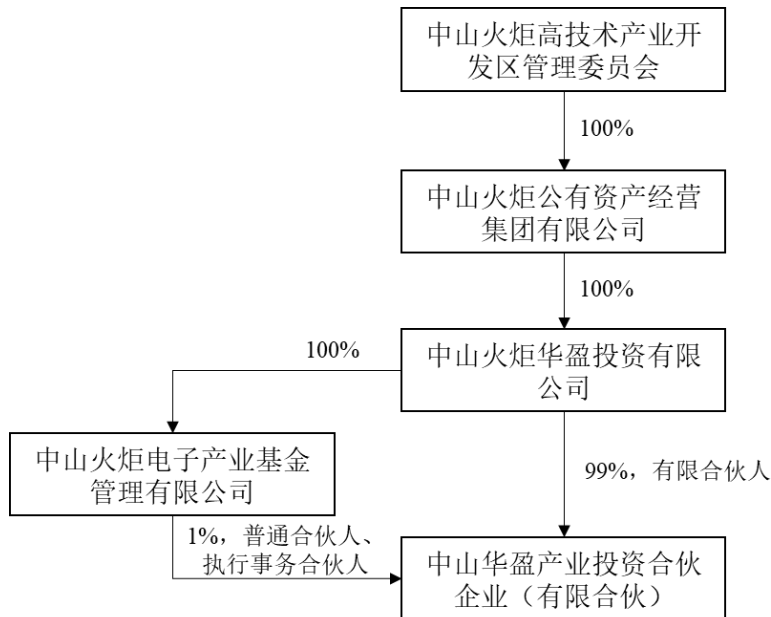 中山火炬高技术产业开
发区管理委员会
100%
中山火炬公有资产经营
集团有限公司
100%
中山火炬华盈投资有限
公司
100%
中山火炬电子产业基金
管理有限公司
99%，有限合伙人
1%，普通合伙人、
执行事务合伙人
中山华盈产业投资合伙
企业（有限合伙）